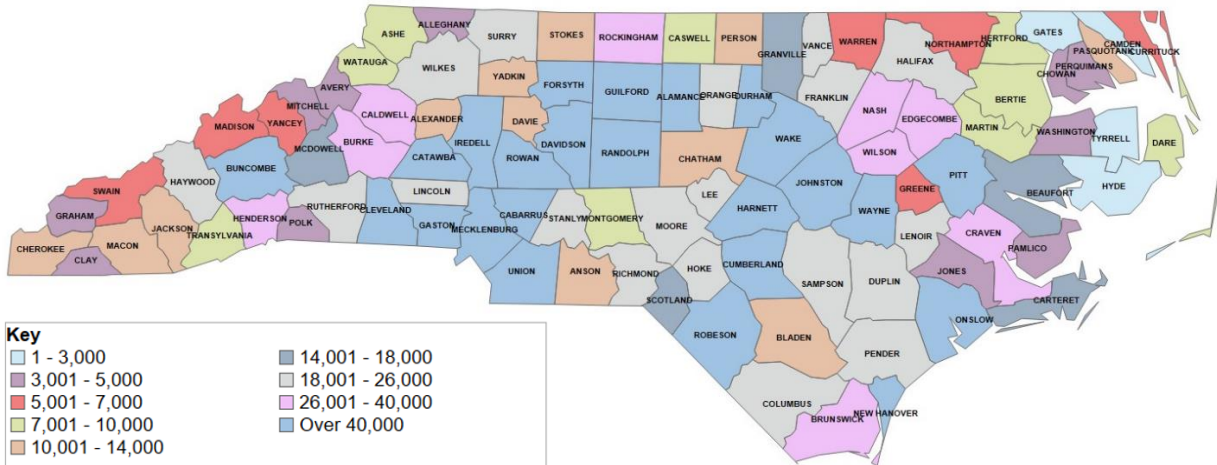 ALLEGHANY
ASHE
SURRY
STOKES
ROCKINGHAM
CASWELL
PERSON
GRANVILLE
VANCE
WARREN
NORTHAMPTON
HERTFORD
GATES
CAMDEN
CURRITUCK
PASQUOTANK
PERQUIMANS
CHOWAN
WATAUGA
WILKES
YADKIN
FORSYTH
GUILFORD
ALAMANCE
ORANGE
DURHAM
FRANKLIN
HALIFAX
BERTIE
AVERY
MITCHELL
YANCEY
MADISON
CALDWELL
ALEXANDER
DAVIE
IREDELL
DAVIDSON
RANDOLPH
CHATHAM
WAKE
NASH
EDGECOMBE
MARTIN
WASHINGTON
TYRRELL
DARE
MCDOWELL
BURKE
BUNCOMBE
CATAWBA
ROWAN
WILSON
HAYWOOD
SWAIN
GRAHAM
LINCOLN
LEE
JOHNSTON
GREENE
PITT
BEAUFORT
HYDE
CHEROKEE
CLAY
MACON
JACKSON
TRANSYLVANIA
HENDERSON
POLK
RUTHERFORD
CLEVELAND
GASTON
MECKLENBURG
CABARRUS
STANLY
MONTGOMERY
MOORE
HARNETT
WAYNE
LENOIR
CRAVEN
PAMLICO
UNION
ANSON
RICHMOND
HOKE
CUMBERLAND
SAMPSON
DUPLIN
JONES
CARTERET
SCOTLAND
ROBESON
BLADEN
PENDER
ONSLOW
COLUMBUS
BRUNSWICK
NEW HANOVER
Key
1 - 3,000
3,001 - 5,000
5,001 - 7,000
7,001 - 10,000
10,001 - 14,000
14,001 - 18,000
18,001 - 26,000
26,001 - 40,000
Over 40,000